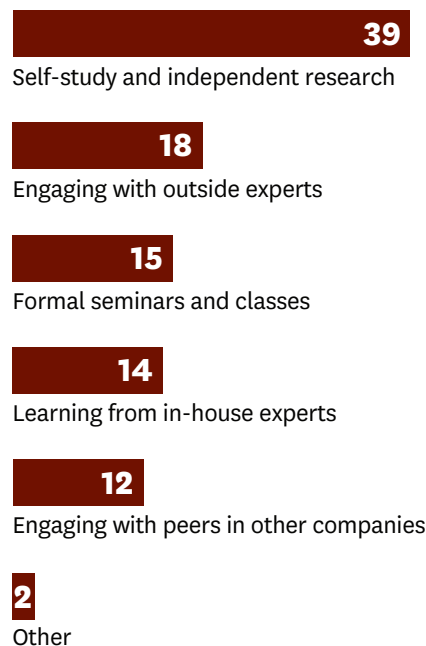 39
Self-study and independent research
18
Engaging with outside experts
15
Formal seminars and classes
14
Learning from in-house experts
12
Engaging with peers in other companies
2
Other